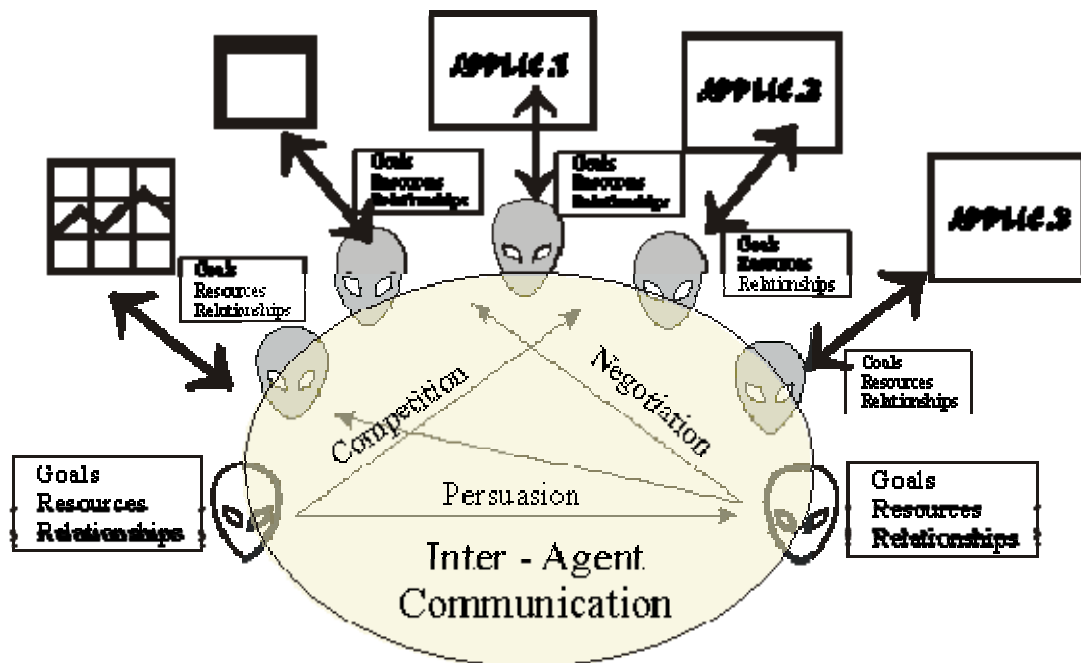 APPLIC.1
APPLIC.2
Goals
Resources
Relationships
Goals
Resources
Relationships
APPLIC.3
Goals
Resources
Relationships
Goals
Resources
Relationships
Goals
Resources
Relationships
Competition
Negotiation
Goals
Resources
Relationships
Persuasion
Goals
Resources
Relationships
Inter - Agent
Communication